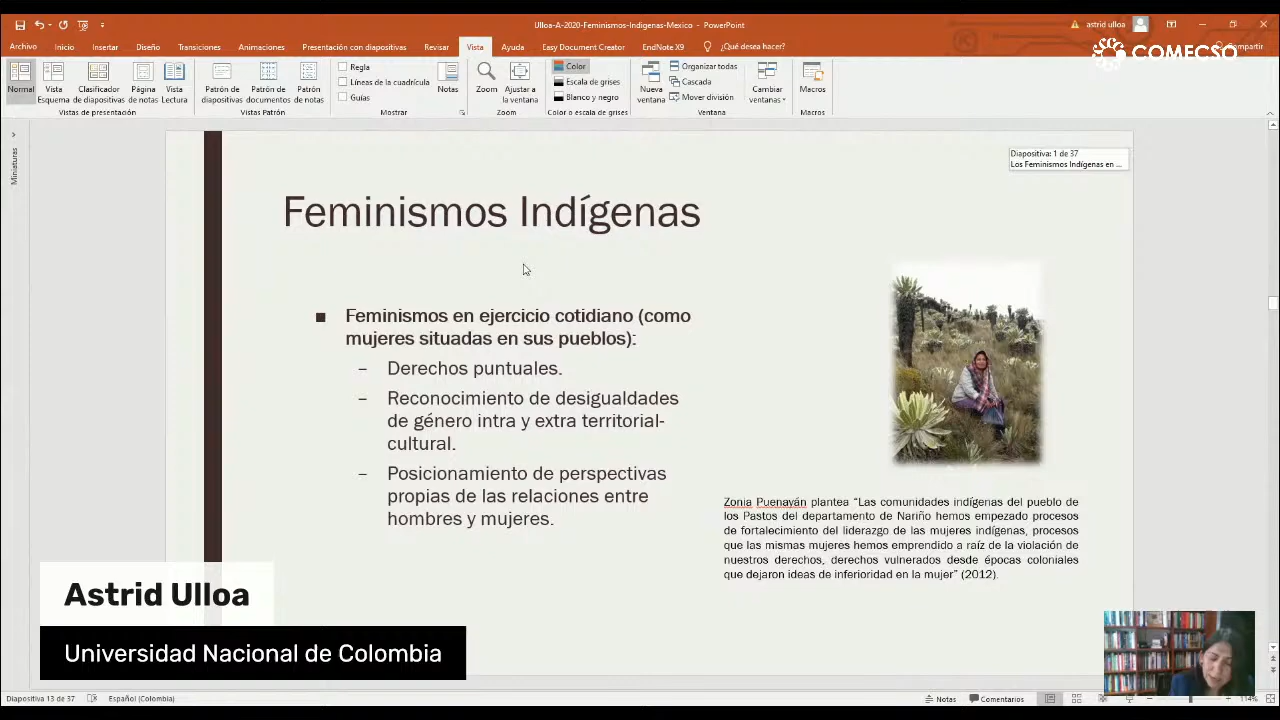 Ulloa-A-2020-Feminismos-Indigenas-Mexico - PowerPoint
astrid ulloa
Archivo Inicio Insertar Diseño Transiciones Animaciones Presentación con diapositivas Revisar Vista Ayuda Easy Document Creator EndNote X9 ¿Qué desea hacer? Compartir
COMECSO
Normal
Vista Esquema
Clasificador de diapositivas
Página de notas
Vista Lectura
Vistas de presentación
Patrón de diapositivas
Patrón de documentos
Patrón de notas
Vistas Patrón
Regla
Líneas de la cuadrícula
Guías
Mostrar
Notas
Zoom
Ajustar a la ventana
Zoom
Color
Escala de grises
Blanco y negro
Color o escala de grises
Nueva ventana
Organizar todas
Cascada
Mover división
Ventana
Cambiar ventanas
Macros
Macros
Miniaturas
Diapositiva: 1 de 37
Los Feminismos Indígenas en ...
Feminismos Indígenas
■ Feminismos en ejercicio cotidiano (como
mujeres situadas en sus pueblos):
– Derechos puntuales.
– Reconocimiento de desigualdades
de género intra y extra territorial-
cultural.
– Posicionamiento de perspectivas
propias de las relaciones entre
hombres y mujeres.
Zonia Puenayán plantea “Las comunidades indígenas del pueblo de
los Pastos del departamento de Nariño hemos empezado procesos
de fortalecimiento del liderazgo de las mujeres indígenas, procesos
que las mismas mujeres hemos emprendido a raíz de la violación de
nuestros derechos, derechos vulnerados desde épocas coloniales
que dejaron ideas de inferioridad en la mujer” (2012).
Astrid Ulloa
Universidad Nacional de Colombia
Diapositiva 13 de 37 Español (Colombia) Notas Comentarios 114%